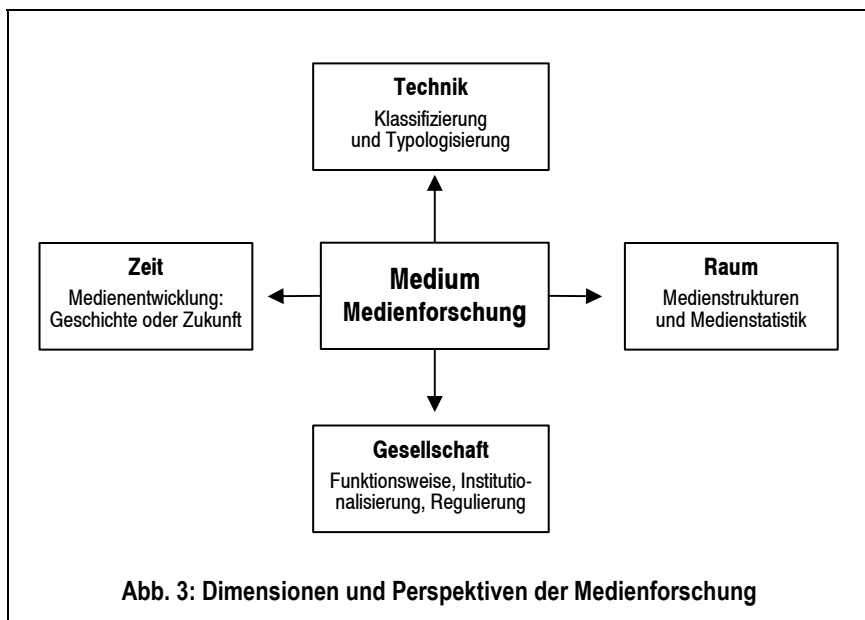 Technik
Klassifizierung
und Typologisierung
Zeit
Medienentwicklung:
Geschichte oder Zukunft
Medium
Medienforschung
Raum
Medienstrukturen
und Medienstatistik
Gesellschaft
Funktionsweise, Institutio-
nalisierung, Regulierung
Abb. 3: Dimensionen und Perspektiven der Medienforschung